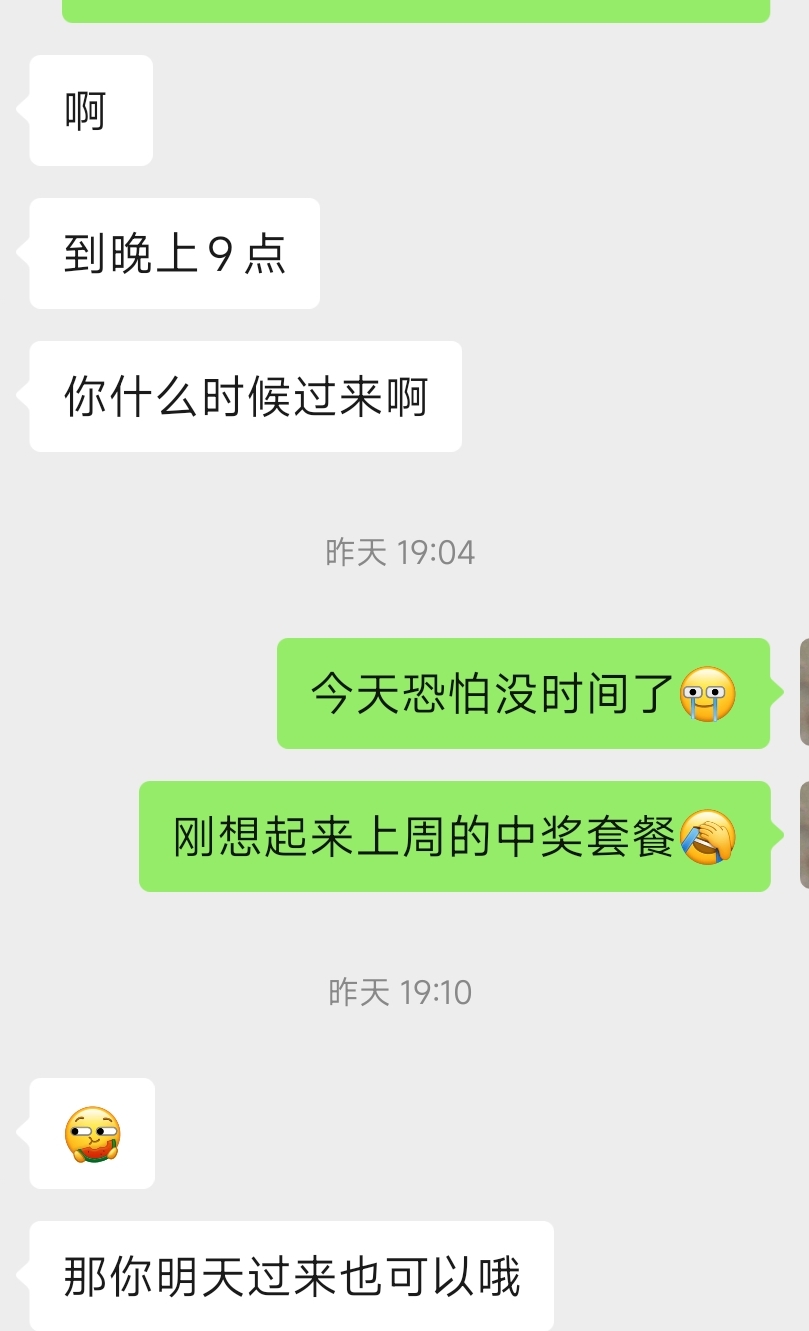 啊
到晚上9点
你什么时候过来啊
昨天 19:04
今天恐怕没时间了
刚想起来上周的中奖套餐
昨天 19:10
那你明天过来也可以哦